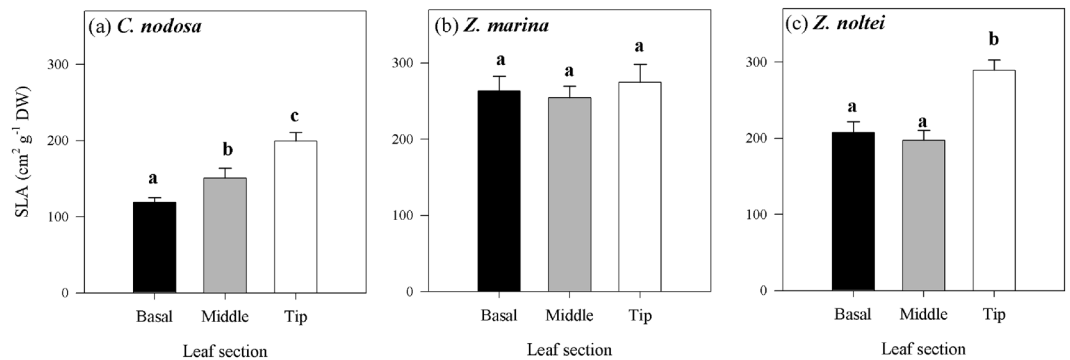 (a) C. nodosa
SLA (cm² g⁻¹ DW)
300
200
100
0
a
b
c
Basal Middle Tip
Leaf section
(b) Z. marina
300
200
100
0
a
a
a
Basal Middle Tip
Leaf section
(c) Z. noltei
300
200
100
0
a
a
b
Basal Middle Tip
Leaf section